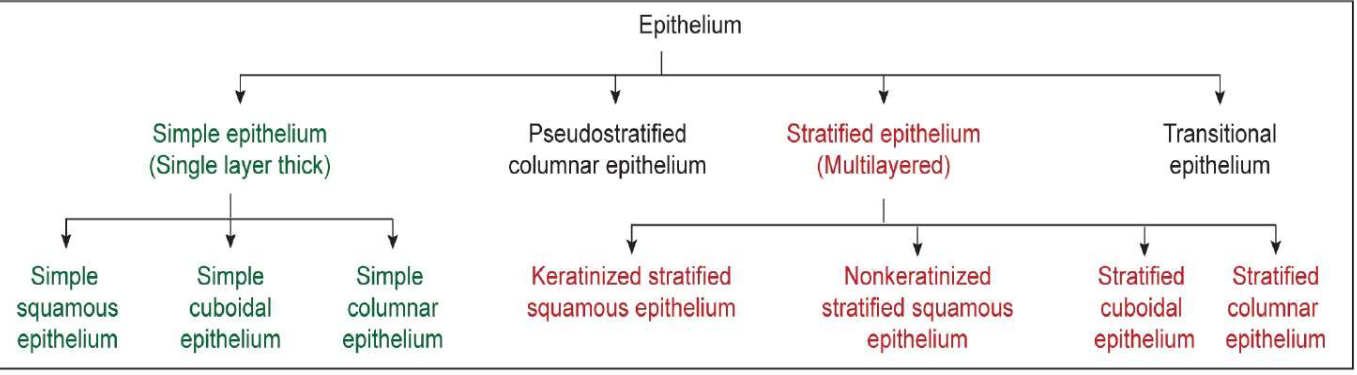 Epithelium
Simple epithelium
(Single layer thick)
Pseudostratified
columnar epithelium
Stratified epithelium
(Multilayered)
Transitional
epithelium
Simple
squamous
epithelium
Simple
cuboidal
epithelium
Simple
columnar
epithelium
Keratinized stratified
squamous epithelium
Nonkeratinized
stratified squamous
epithelium
Stratified
cuboidal
epithelium
Stratified
columnar
epithelium